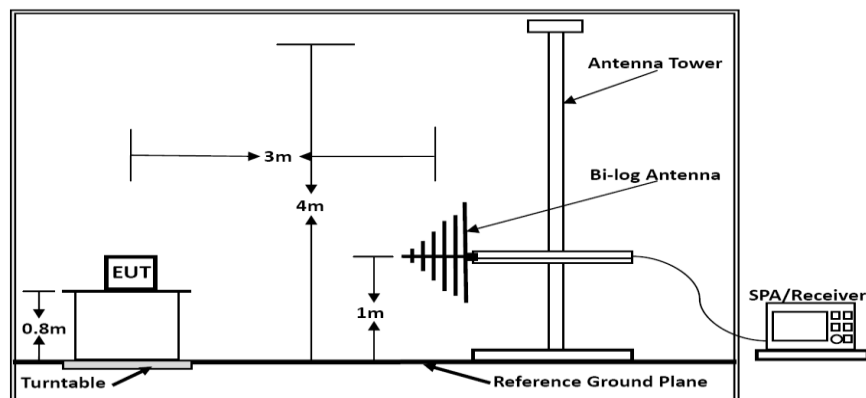 Antenna Tower
3m
Bi-log Antenna
4m
EUT
SPA/Receiver
0.8m
1m
Turntable
Reference Ground Plane